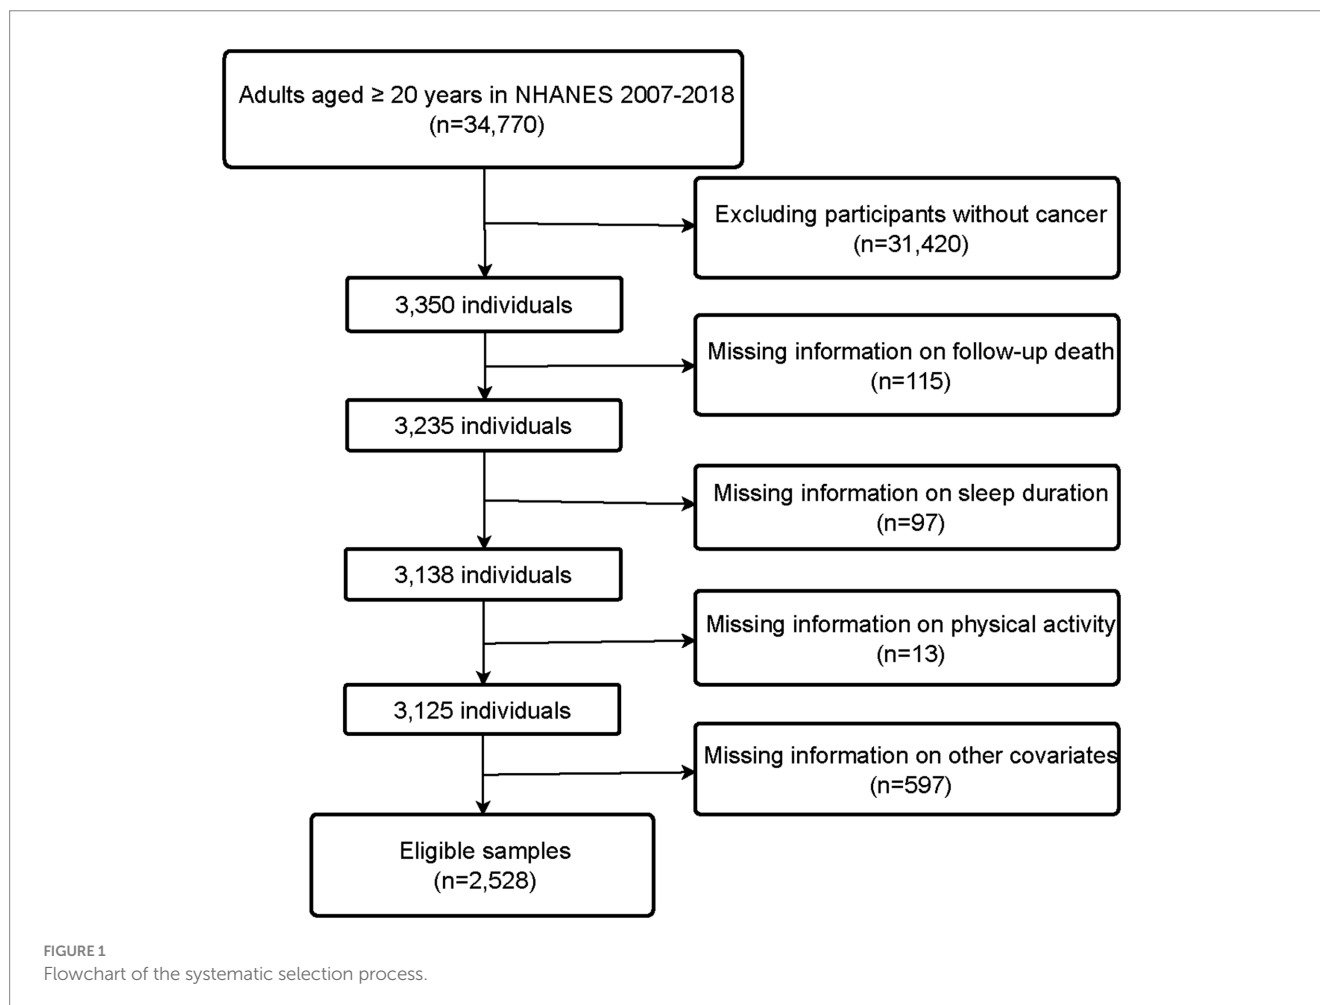 Adults aged ≥ 20 years in NHANES 2007-2018
(n=34,770)
Excluding participants without cancer
(n=31,420)
3,350 individuals
Missing information on follow-up death
(n=115)
3,235 individuals
Missing information on sleep duration
(n=97)
3,138 individuals
Missing information on physical activity
(n=13)
3,125 individuals
Missing information on other covariates
(n=597)
Eligible samples
(n=2,528)
FIGURE 1
Flowchart of the systematic selection process.